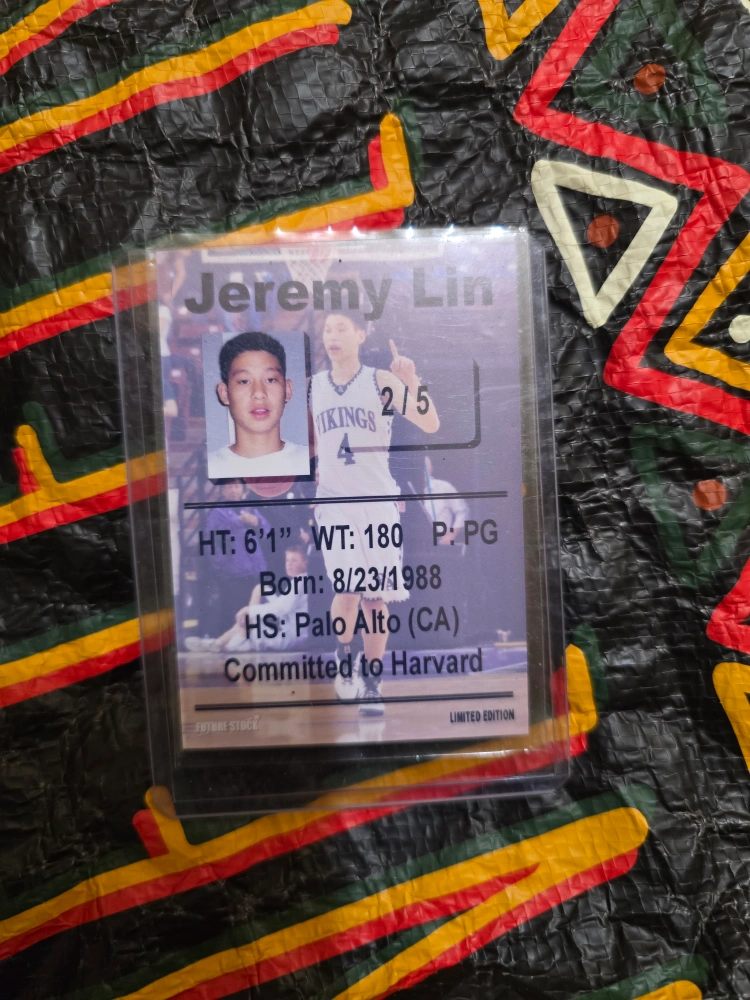 Jeremy Lin
2/5
VIKINGS
4
HT: 6'1" WT: 180 P: PG
Born: 8/23/1988
HS: Palo Alto (CA)
Committed to Harvard
FUTURE STOCK
LIMITED EDITION